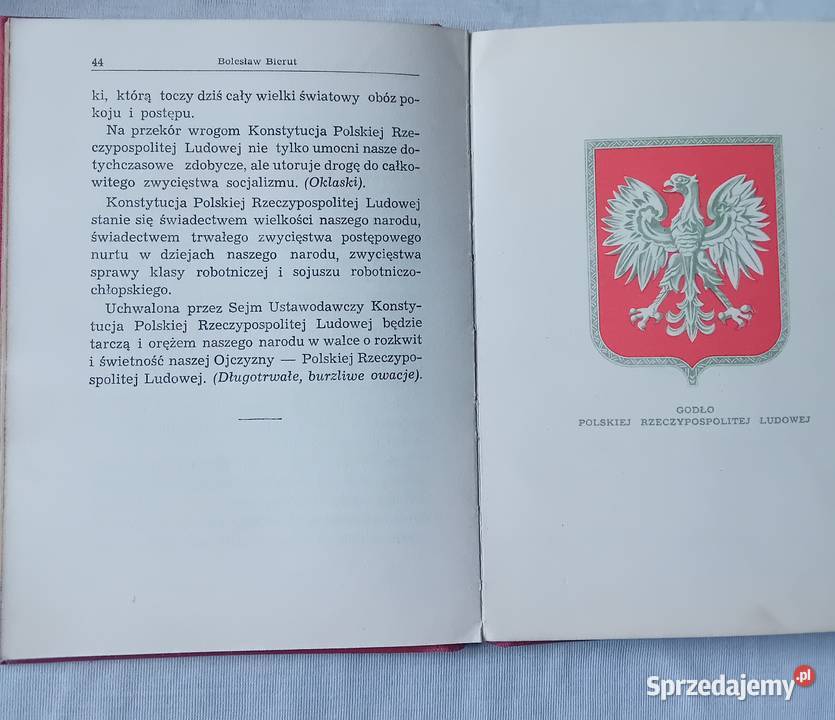 44
Bolesław Bierut
ki, którą toczy dziś cały wielki światowy obóz po-
koju i postępu.
Na przekór wrogom Konstytucja Polskiej Rze-
czypospolitej Ludowej nie tylko umocni nasze do-
tychczasowe zdobycze, ale utoruje drogę do całko-
witego zwycięstwa socjalizmu. (Oklaski).
Konstytucja Polskiej Rzeczypospolitej Ludowej
stanie się świadectwem wielkości naszego narodu,
świadectwem trwałego zwycięstwa postępowego
nurtu w dziejach naszego narodu, zwycięstwa
sprawy klasy robotniczej i sojuszu robotniczo-
chłopskiego.
Uchwalona przez Sejm Ustawodawczy Konsty-
tucja Polskiej Rzeczypospolitej Ludowej będzie
tarczą i orężem naszego narodu w walce o rozkwit
i świetność naszej Ojczyzny — Polskiej Rzeczypo-
spolitej Ludowej. (Długotrwałe, burzliwe owacje).
GODŁO
POLSKIEJ RZECZYPOSPOLITEJ LUDOWEJ
Sprzedajemy.pl